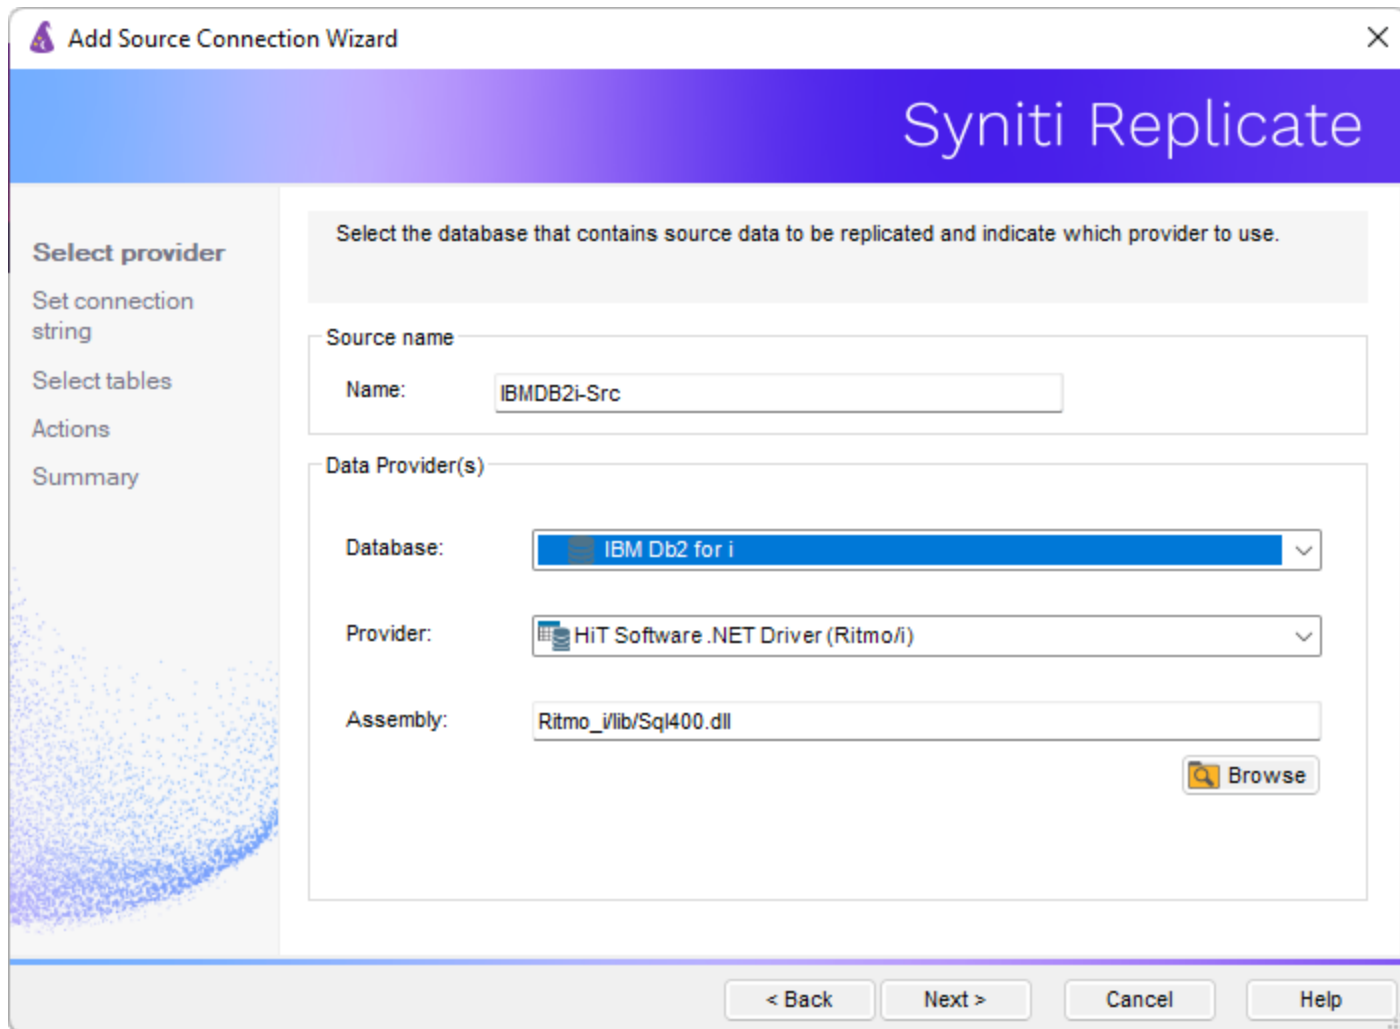 Add Source Connection Wizard
Syniti Replicate
Select provider
Set connection
string
Select tables
Actions
Summary
Select the database that contains source data to be replicated and indicate which provider to use.
Source name
Name: IBMDB2i-Src
Data Provider(s)
Database: IBM Db2 for i
Provider: HiT Software .NET Driver (Ritmo/i)
Assembly: Ritmo_i/lib/Sql400.dll
Browse
< Back Next > Cancel Help